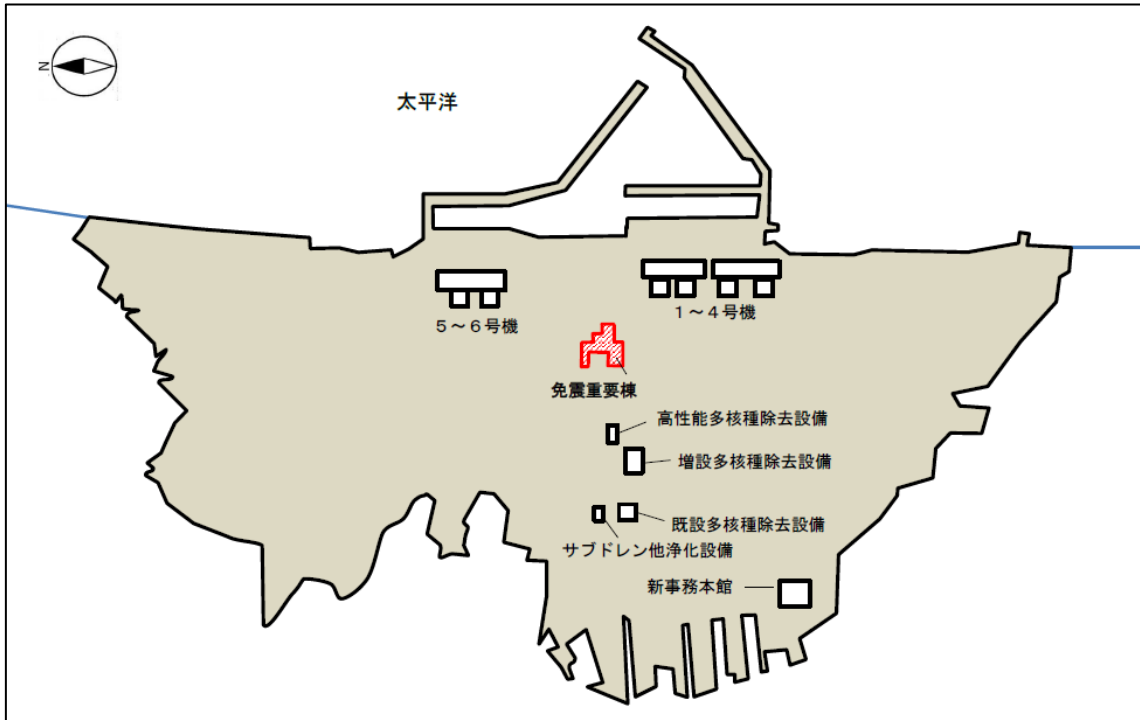 N
太平洋
5~6号機
1~4号機
免震重要棟
高性能多核種除去設備
増設多核種除去設備
既設多核種除去設備
サブドレン他浄化設備
新事務本館